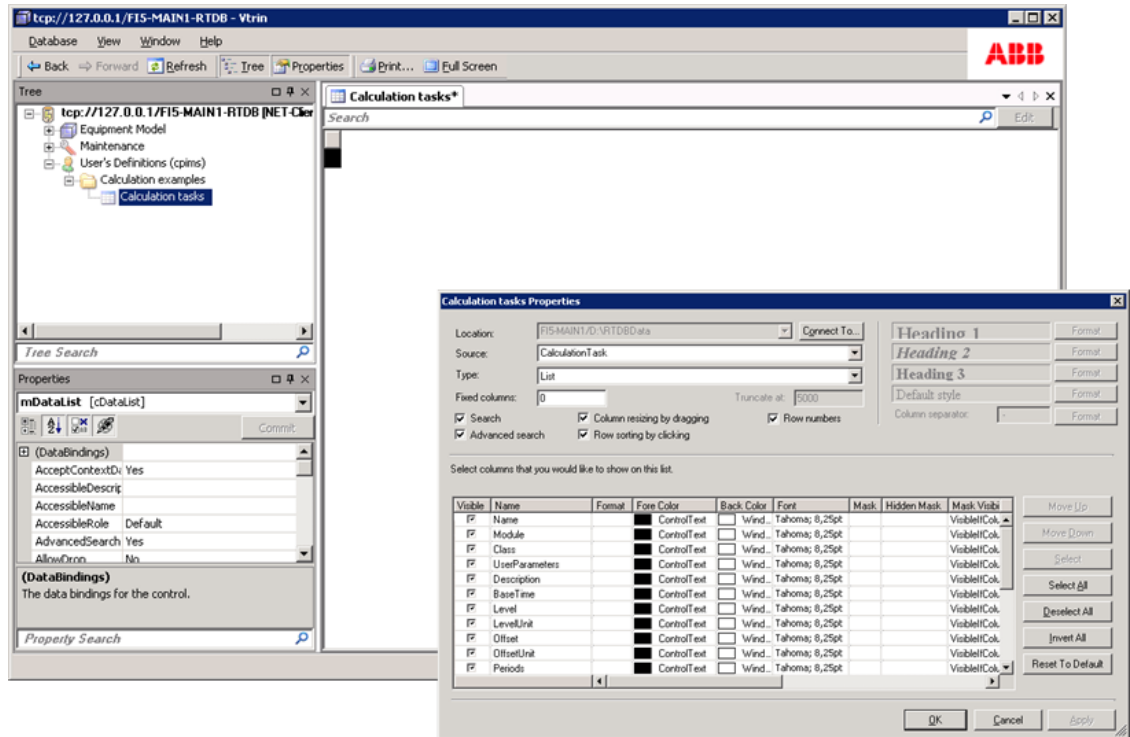 tcp://127.0.0.1/FI5-MAIN1-RTDB - Vtrin
Database View Window Help
Back Forward Refresh Tree Properties Print... Full Screen
ABB
Tree
tcp://127.0.0.1/FI5-MAIN1-RTDB [NET-Clier
Equipment Model
Maintenance
User's Definitions (cpims)
Calculation examples
Calculation tasks
Tree Search
Calculation tasks*
Search
Edit
Properties
mDataList [cDataList]
Commit
(DataBindings)
AcceptContextDa Yes
AccessibleDescrip
AccessibleName
AccessibleRole Default
AdvancedSearch Yes
AllowDrop No
(DataBindings)
The data bindings for the control.
Property Search
Calculation tasks Properties
Location: FI5-MAIN1/D:\RTDBData Connect To...
Source: CalculationTask
Type: List
Fixed columns: 0 Truncate at: 5000
Search Column resizing by dragging Row numbers
Advanced search Row sorting by clicking
Heading 1 Format
Heading 2 Format
Heading 3 Format
Default style Format
Column separator: - Format
Select columns that you would like to show on this list.
Visible Name Format Fore Color Back Color Font Mask Hidden Mask Mask Visibi
Name ControlText Wind... Tahoma; 8,25pt VisibleIfColu
Module ControlText Wind... Tahoma; 8,25pt VisibleIfColu
Class ControlText Wind... Tahoma; 8,25pt VisibleIfColu
UserParameters ControlText Wind... Tahoma; 8,25pt VisibleIfColu
Description ControlText Wind... Tahoma; 8,25pt VisibleIfColu
BaseTime ControlText Wind... Tahoma; 8,25pt VisibleIfColu
Level ControlText Wind... Tahoma; 8,25pt VisibleIfColu
LevelUnit ControlText Wind... Tahoma; 8,25pt VisibleIfColu
Offset ControlText Wind... Tahoma; 8,25pt VisibleIfColu
OffsetUnit ControlText Wind... Tahoma; 8,25pt VisibleIfColu
Periods ControlText Wind... Tahoma; 8,25pt VisibleIfColu
Move Up
Move Down
Select
Select All
Deselect All
Invert All
Reset To Default
OK Cancel Apply